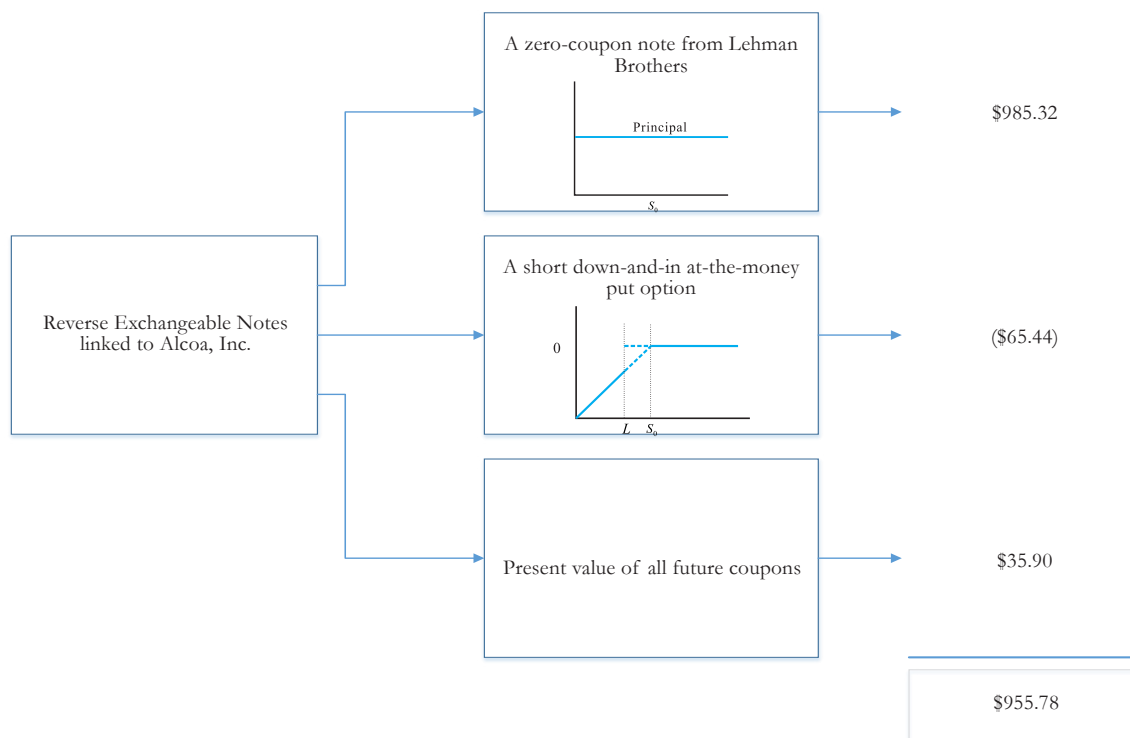 A zero-coupon note from Lehman
Brothers
Principal
S₀
$985.32
Reverse Exchangeable Notes
linked to Alcoa, Inc.
A short down-and-in at-the-money
put option
0
L
S₀
($65.44)
Present value of all future coupons
$35.90
$955.78